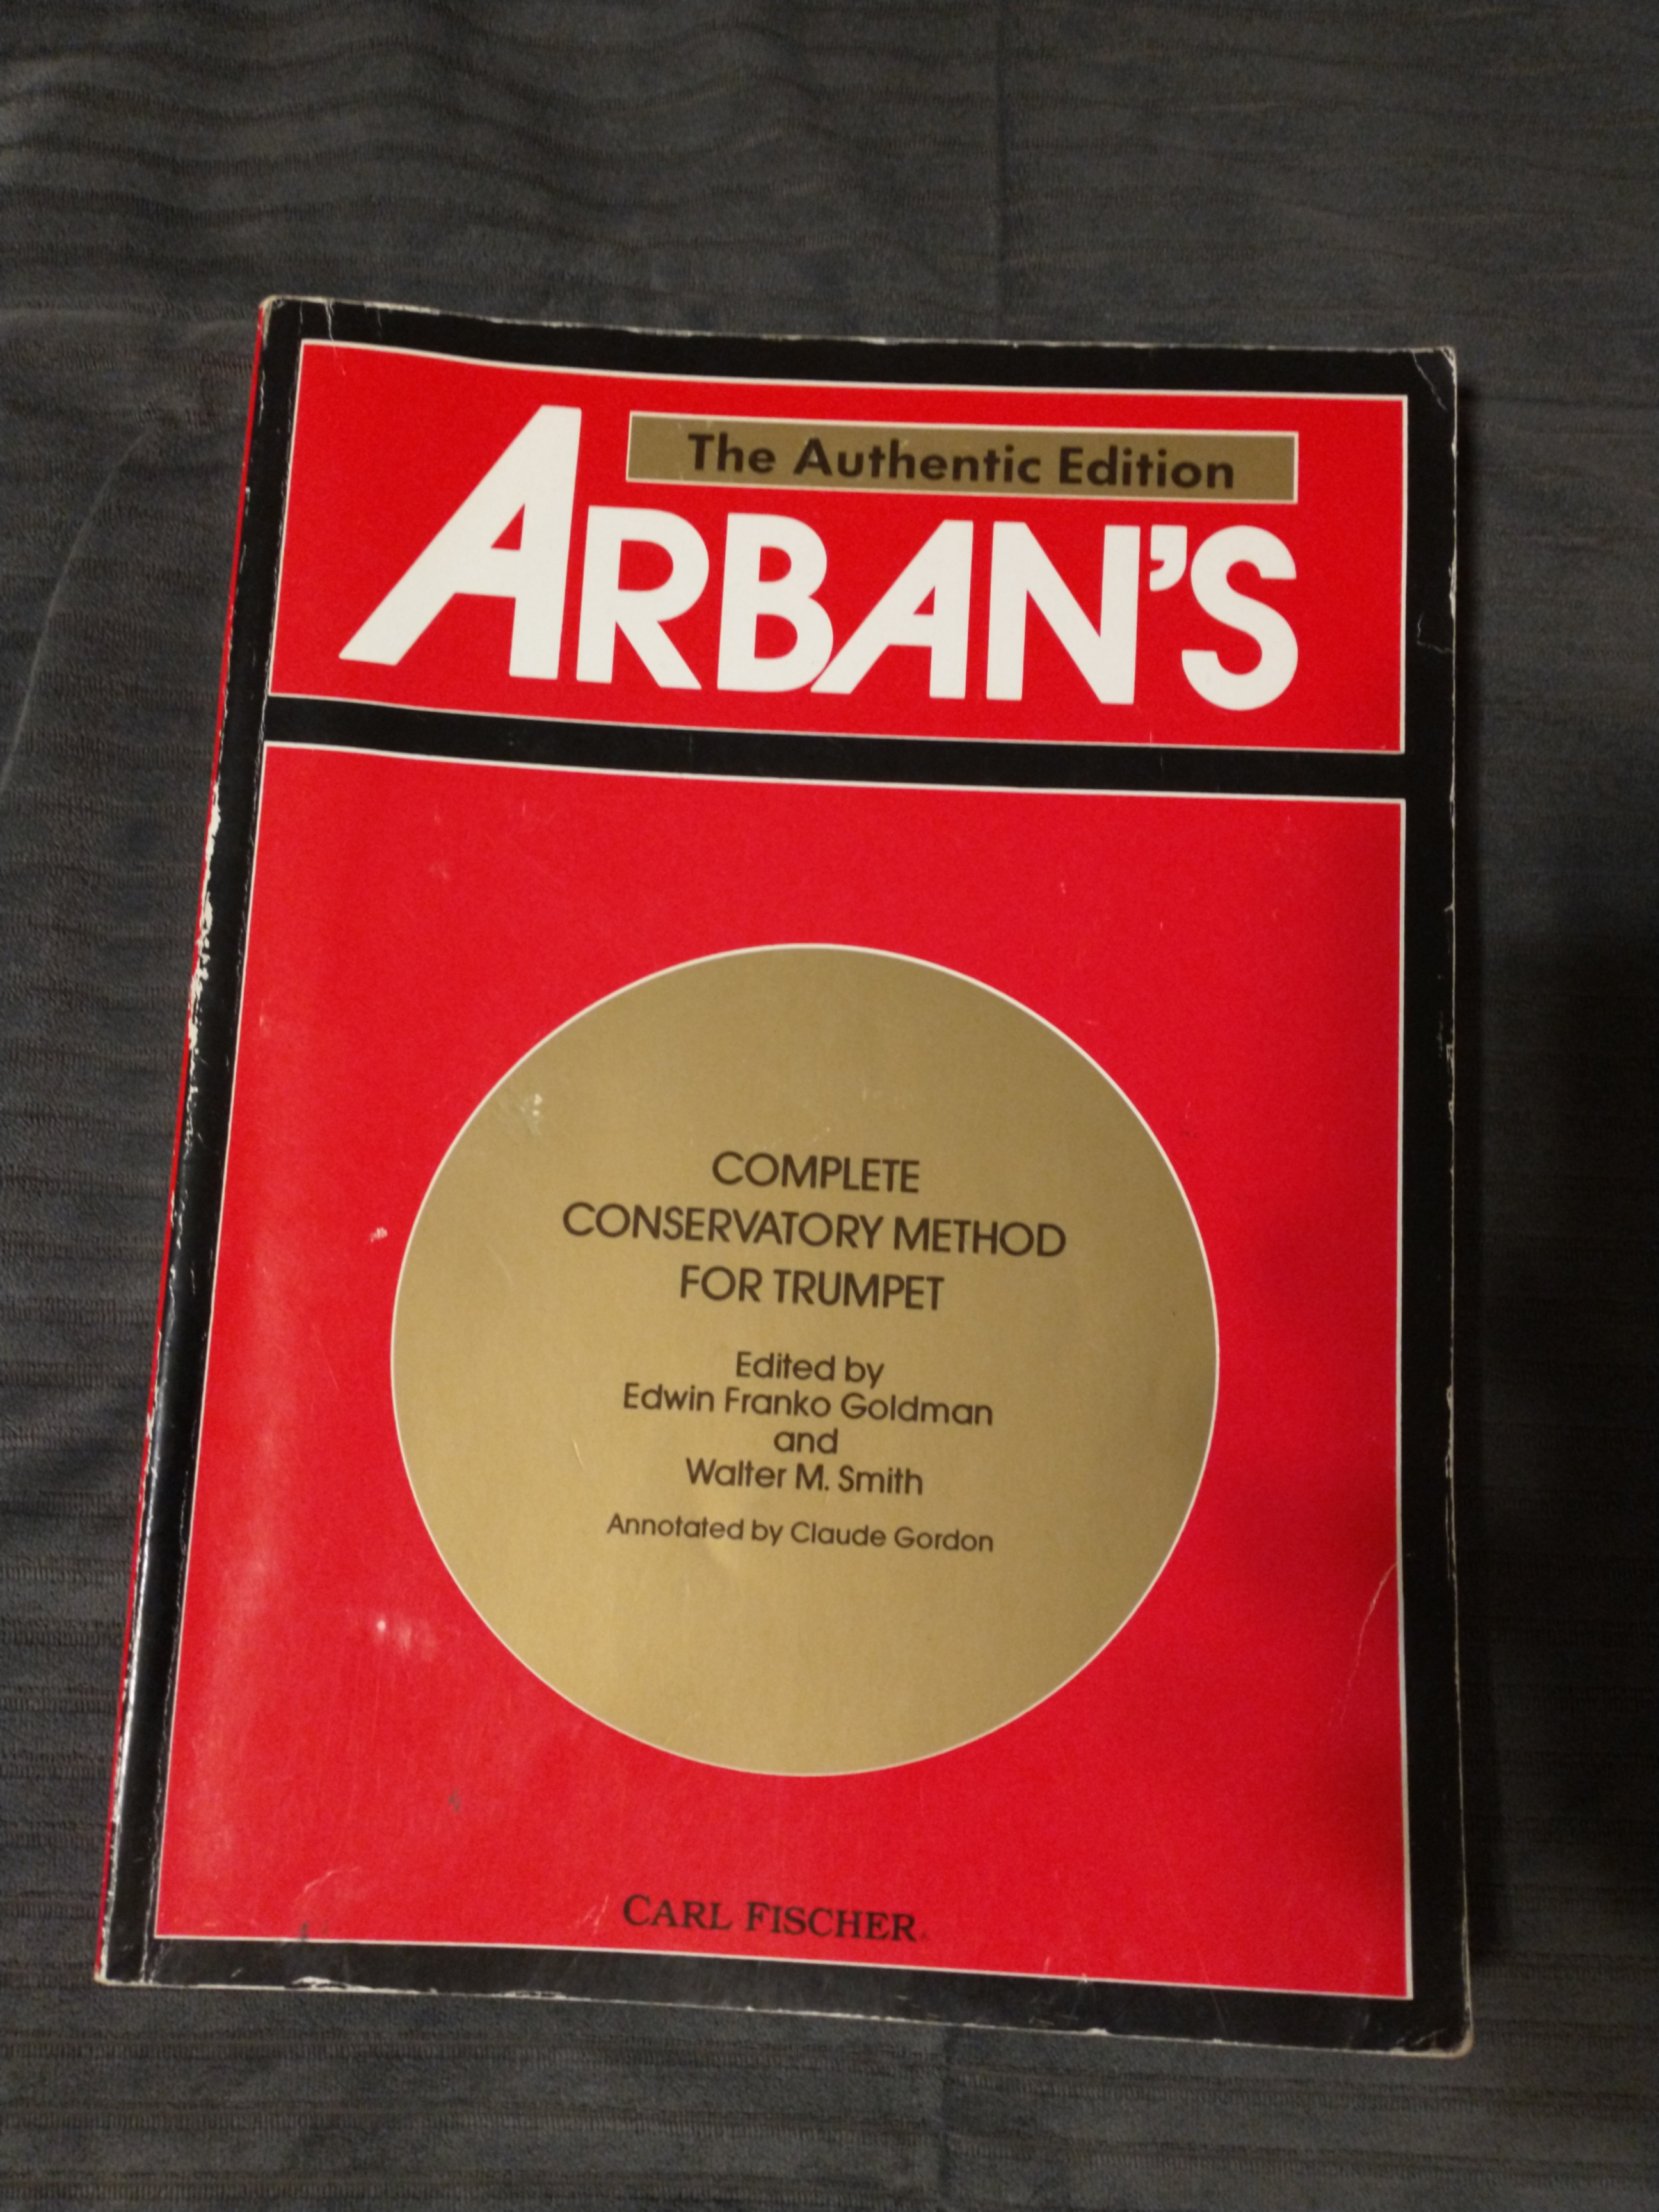 The Authentic Edition
ARBAN'S
COMPLETE
CONSERVATORY METHOD
FOR TRUMPET
Edited by
Edwin Franko Goldman
and
Walter M. Smith
Annotated by Claude Gordon
CARL FISCHER